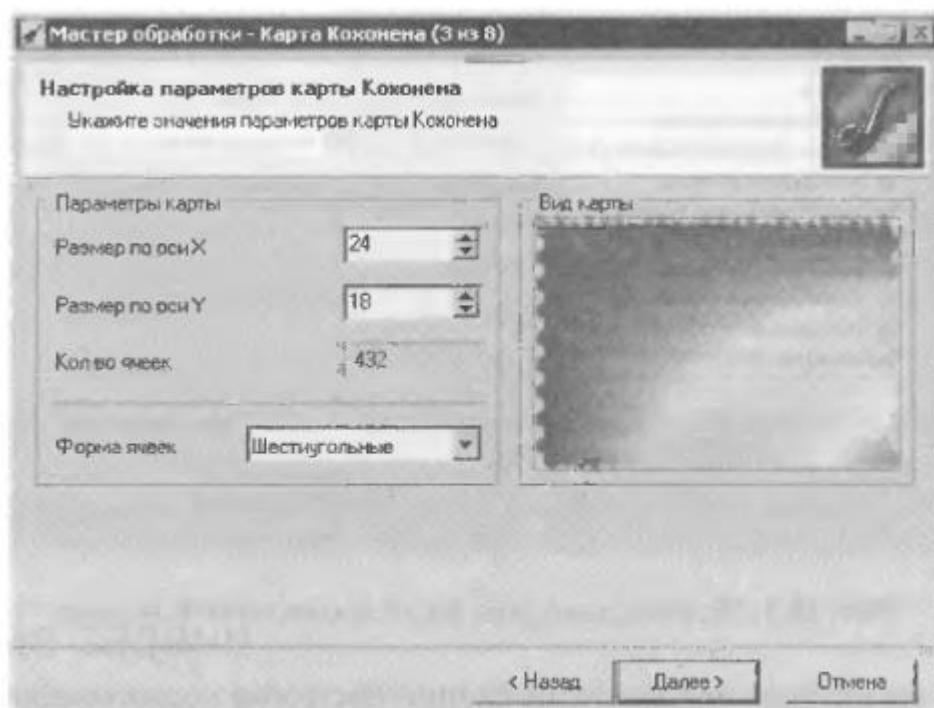 Мастер обработки - Карта Кохонена (3 из 8)
Настройка параметров карты Кохонена
Укажите значения параметров карты Кохонена
Параметры карты
Размер по оси X 24
Размер по оси Y 18
Кол-во ячеек 432
Форма ячеек Шестиугольные
Вид карты
< Назад Далее > Отмена